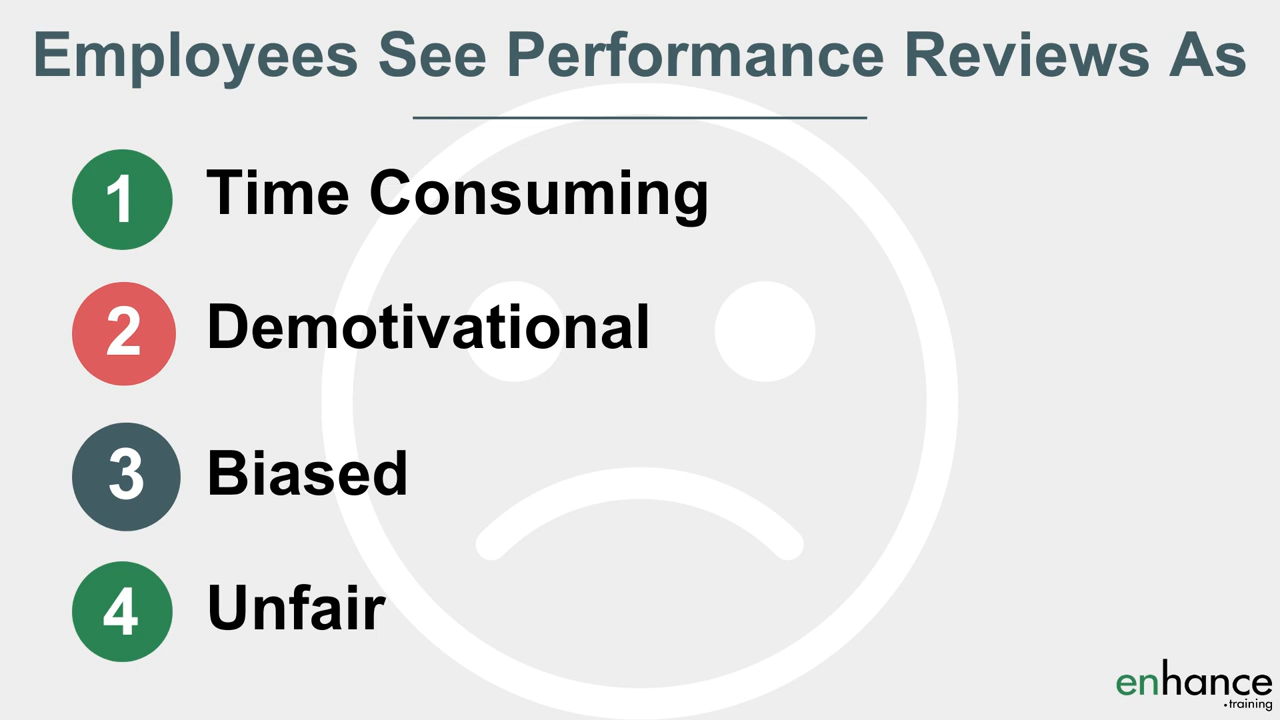 Employees See Performance Reviews As
1 Time Consuming
2 Demotivational
3 Biased
4 Unfair
enhance
.training